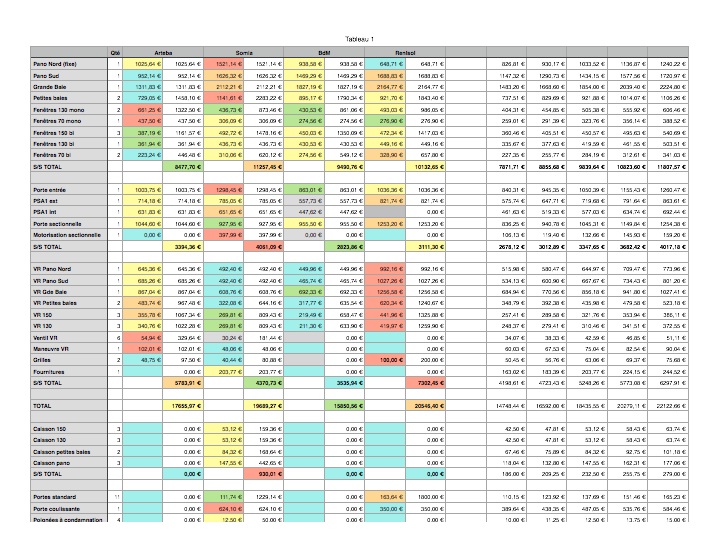 Tableau 1
Qté Arteba Somia BdM Renisol
Pano Nord (fixe) 1 1025,64 € 1025,64 € 1521,14 € 1521,14 € 938,58 € 938,58 € 648,71 € 648,71 € 826,81 € 930,17 € 1033,52 € 1136,87 € 1240,22 €
Pano Sud 1 952,14 € 952,14 € 1626,32 € 1626,32 € 1469,29 € 1469,29 € 1688,83 € 1688,83 € 1147,32 € 1290,73 € 1434,15 € 1577,56 € 1720,97 €
Grande Baie 1 1311,83 € 1311,83 € 2112,21 € 2112,21 € 1827,19 € 1827,19 € 2164,77 € 2164,77 € 1483,20 € 1668,60 € 1854,00 € 2039,40 € 2224,80 €
Petites baies 2 729,05 € 1458,10 € 1141,61 € 2283,22 € 895,17 € 1790,34 € 921,70 € 1843,40 € 737,51 € 829,69 € 921,88 € 1014,07 € 1106,26 €
Fenêtres 130 mono 2 661,25 € 1322,50 € 436,73 € 873,46 € 430,53 € 861,06 € 493,03 € 986,06 € 404,31 € 454,85 € 505,38 € 555,92 € 606,46 €
Fenêtres 70 mono 1 437,50 € 437,50 € 306,09 € 306,09 € 274,56 € 274,56 € 276,90 € 276,90 € 259,01 € 291,39 € 323,76 € 356,14 € 388,52 €
Fenêtres 150 bi 3 387,19 € 1161,57 € 492,72 € 1478,16 € 450,03 € 1350,09 € 472,34 € 1417,03 € 360,46 € 405,51 € 450,57 € 495,63 € 540,69 €
Fenêtres 130 bi 1 361,94 € 361,94 € 436,73 € 436,73 € 430,53 € 430,53 € 449,16 € 449,16 € 335,67 € 377,63 € 419,59 € 461,55 € 503,51 €
Fenêtres 70 bi 2 223,24 € 446,48 € 310,06 € 620,12 € 274,56 € 549,12 € 328,90 € 657,80 € 227,35 € 255,77 € 284,19 € 312,61 € 341,03 €
S/S TOTAL 8477,70 € 11257,45 € 9490,76 € 10132,65 € 7871,71 € 8855,68 € 9839,64 € 10823,60 € 11807,57 €
Porte entrée 1 1003,75 € 1003,75 € 1298,45 € 1298,45 € 863,01 € 863,01 € 1036,36 € 1036,36 € 840,31 € 945,35 € 1050,39 € 1155,43 € 1260,47 €
PSA1 ext 1 714,18 € 714,18 € 785,05 € 785,05 € 557,73 € 557,73 € 821,74 € 821,74 € 575,74 € 647,71 € 719,68 € 791,64 € 863,61 €
PSA1 int 1 631,83 € 631,83 € 651,65 € 651,65 € 447,62 € 447,62 € 0,00 € 461,63 € 519,33 € 577,03 € 634,74 € 692,44 €
Porte sectionnelle 1 1044,60 € 1044,60 € 927,95 € 927,95 € 955,50 € 955,50 € 1253,20 € 1253,20 € 836,25 € 940,78 € 1045,31 € 1149,84 € 1254,38 €
Motorisation sectionnelle 1 0,00 € 0,00 € 397,99 € 397,99 € 0,00 € 0,00 € 0,00 € 106,13 € 119,40 € 132,66 € 145,93 € 159,20 €
S/S TOTAL 3394,36 € 4061,09 € 2823,86 € 3111,30 € 2678,12 € 3012,89 € 3347,65 € 3682,42 € 4017,18 €
VR Pano Nord 1 645,36 € 645,36 € 492,40 € 492,40 € 449,96 € 449,96 € 992,16 € 992,16 € 515,98 € 580,47 € 644,97 € 709,47 € 773,96 €
VR Pano Sud 1 685,26 € 685,26 € 492,40 € 492,40 € 465,74 € 465,74 € 1027,26 € 1027,26 € 534,13 € 600,90 € 667,67 € 734,43 € 801,20 €
VR Gde Baie 1 867,04 € 867,04 € 608,76 € 608,76 € 692,33 € 692,33 € 1256,58 € 1256,58 € 684,94 € 770,56 € 856,18 € 941,80 € 1027,41 €
VR Petites baies 2 483,74 € 967,48 € 322,08 € 644,16 € 317,77 € 635,54 € 620,34 € 1240,67 € 348,79 € 392,38 € 435,98 € 479,58 € 523,18 €
VR 150 3 355,78 € 1067,34 € 269,81 € 809,43 € 219,49 € 658,47 € 441,96 € 1325,88 € 257,41 € 289,58 € 321,76 € 353,94 € 386,11 €
VR 130 3 340,76 € 1022,28 € 269,81 € 809,43 € 211,30 € 633,90 € 419,97 € 1259,90 € 248,37 € 279,41 € 310,46 € 341,51 € 372,55 €
Ventil VR 6 54,94 € 329,64 € 30,24 € 181,44 € 0,00 € 0,00 € 34,07 € 38,33 € 42,59 € 46,85 € 51,11 €
Maneuvre VR 1 102,01 € 102,01 € 48,06 € 48,06 € 0,00 € 0,00 € 60,03 € 67,53 € 75,04 € 82,54 € 90,04 €
Grilles 2 48,75 € 97,50 € 40,44 € 80,88 € 0,00 € 100,00 € 200,00 € 50,45 € 56,76 € 63,06 € 69,37 € 75,68 €
Fournitures 1 0,00 € 203,77 € 203,77 € 0,00 € 0,00 € 163,02 € 183,39 € 203,77 € 224,15 € 244,52 €
S/S TOTAL 5783,91 € 4370,73 € 3535,94 € 7302,45 € 4198,61 € 4723,43 € 5248,26 € 5773,08 € 6297,91 €
TOTAL 17655,97 € 19689,27 € 15850,56 € 20546,40 € 14748,44 € 16592,00 € 18435,55 € 20279,11 € 22122,66 €
Caisson 150 3 0,00 € 53,12 € 159,36 € 0,00 € 0,00 € 42,50 € 47,81 € 53,12 € 58,43 € 63,74 €
Caisson 130 3 0,00 € 53,12 € 159,36 € 0,00 € 0,00 € 42,50 € 47,81 € 53,12 € 58,43 € 63,74 €
Caisson petites baies 2 0,00 € 84,32 € 168,64 € 0,00 € 0,00 € 67,46 € 75,89 € 84,32 € 92,75 € 101,18 €
Caisson pano 3 0,00 € 147,55 € 442,65 € 0,00 € 0,00 € 118,04 € 132,80 € 147,55 € 162,31 € 177,06 €
S/S TOTAL 0,00 € 930,01 € 0,00 € 0,00 € 186,00 € 209,25 € 232,50 € 255,75 € 279,00 €
Portes standard 11 0,00 € 111,74 € 1229,14 € 0,00 € 163,64 € 1800,00 € 110,15 € 123,92 € 137,69 € 151,46 € 165,23 €
Porte coulissante 1 0,00 € 624,10 € 624,10 € 0,00 € 350,00 € 350,00 € 389,64 € 438,35 € 487,05 € 535,76 € 584,46 €
Poignées à condamnation 4 0,00 € 12,50 € 50,00 € 0,00 € 0,00 € 10,00 € 11,25 € 12,50 € 13,75 € 15,00 €